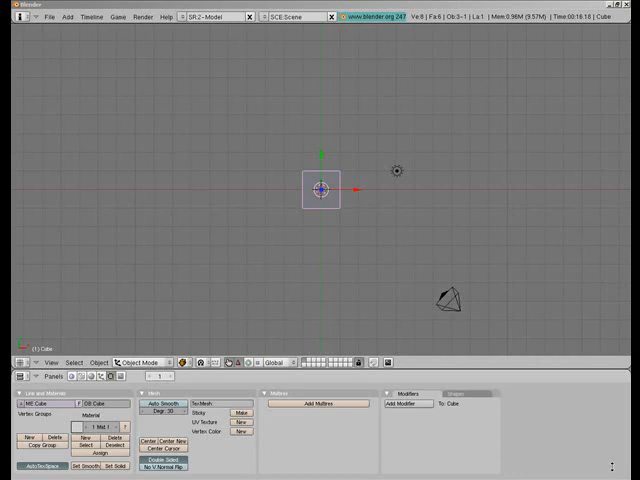 Blender
File Add Timeline Game Render Help SR:2-Model X SCE:Scene X www.blender.org 247 Ve:8 | Fa:6 | Ob:3-1 | La:1 | Mem:0.96M (9.57M) | Time:00:18.18 | Cube
(1) Cube
View Select Object Object Mode Global
Panels 1
Link and Materials Mesh Multires Modifiers Shapes
ME:Cube F OB:Cube Auto Smooth TexMesh: Add Multires Add Modifier To: Cube
Degr: 30
Vertex Groups Material Sticky Make
1 Mat 1 ? UV Texture New
Vertex Color New
New Delete New Delete
Copy Group Select Deselect Center Center New
Assign Center Cursor
Double Sided
AutoTexSpace Set Smooth Set Solid No V.Normal Flip